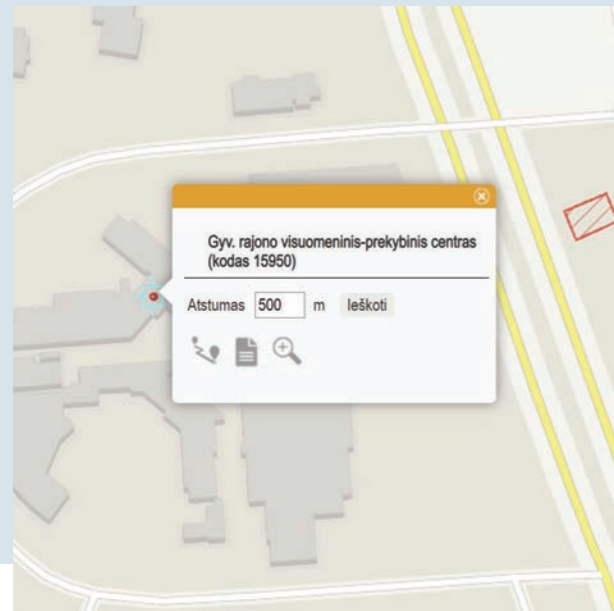 Gyv. rajono visuomeninis-prekybinis centras
(kodas 15950)
Atstumas 500 m Ieškoti